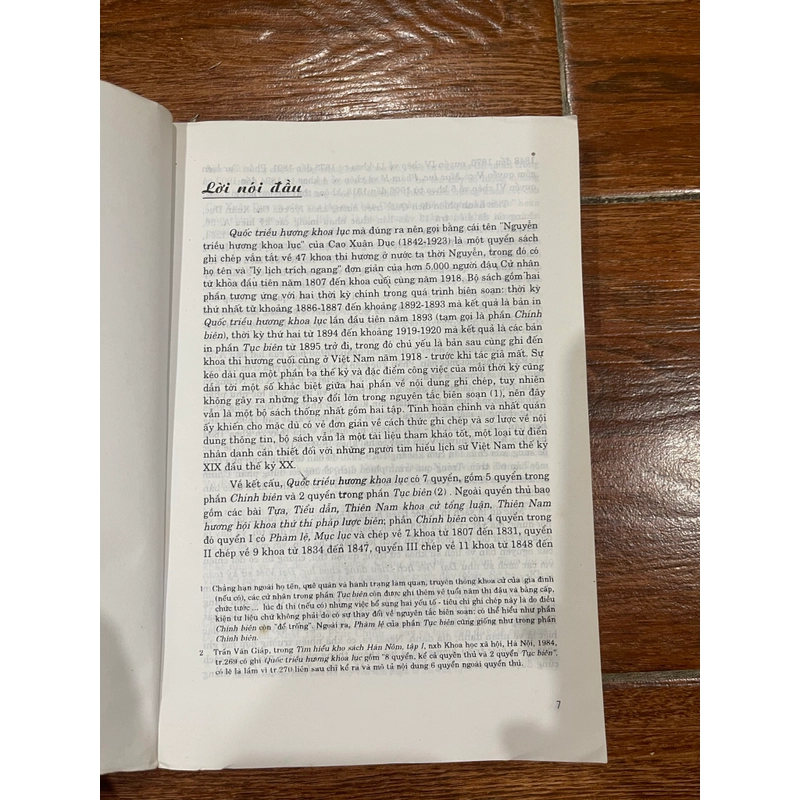 Lời nói đầu
Quốc triều hương khoa lục mà đúng ra nên gọi bằng cái tên "Nguyễn
triều hương khoa lục" của Cao Xuân Dục (1842-1923) là một quyển sách
ghi chép vắn tắt về 47 khoa thi hương ở nước ta thời Nguyễn, trong đó có
họ tên và "lý lịch trích ngang" đơn giản của hơn 5.000 người đậu Cử nhân
từ khoa đầu tiên năm 1807 đến khoa cuối cùng năm 1918. Bộ sách gồm hai
phần tương ứng với hai thời kỳ chính trong quá trình biên soạn: thời kỳ
thứ nhất từ khoảng 1886-1887 đến khoảng 1892-1893 mà kết quả là bản in
Quốc triều hương khoa lục lần đầu tiên năm 1893 (tạm gọi là phần Chính
biên), thời kỳ thứ hai từ 1894 đến khoảng 1919-1920 mà kết quả là các bản
in phần Tục biên từ 1895 trở đi, trong đó chủ yếu là bản sau cùng ghi đến
khoa thi hương cuối cùng ở Việt Nam năm 1918 - trước khi tác giả mất. Sự
kéo dài qua một phần ba thế kỷ và đặc điểm công việc của mỗi thời kỳ cũng
dẫn tới một số khác biệt giữa hai phần về nội dung ghi chép, tuy nhiên
không gây ra những thay đổi lớn trong nguyên tắc biên soạn (1), nên đây
vẫn là một bộ sách thống nhất gồm hai tập. Tính hoàn chỉnh và nhất quán
ấy khiến cho mặc dù có vẻ đơn giản về cách thức ghi chép và sơ lược về nội
dung thông tin, bộ sách vẫn là một tài liệu tham khảo tốt, một loại từ điển
nhân danh cần thiết đối với những người tìm hiểu lịch sử Việt Nam thế kỷ
XIX đầu thế kỷ XX.
Về kết cấu, Quốc triều hương khoa lục có 7 quyển, gồm 5 quyển trong
phần Chính biên và 2 quyển trong phần Tục biên (2) . Ngoài quyển thủ bao
gồm các bài Tựa, Tiểu dẫn, Thiên Nam khoa cử tổng luận, Thiên Nam
hương hội khoa thứ thí pháp lược biên; phần Chính biên còn 4 quyển trong
đó quyển I có Phàm lệ, Mục lục và chép về 7 khoa từ 1807 đến 1831, quyển
II chép về 9 khoa từ 1834 đến 1847, quyển III chép về 11 khoa từ 1848 đến
1 Chẳng hạn ngoài họ tên, quê quán và hành trạng làm quan, truyền thống khoa cử của gia đình
(nếu có), các cử nhân trong phần Tục biên còn được ghi thêm về tuổi năm thi đậu và bằng cấp,
chức tước ... lúc đi thi (nếu có) nhưng việc bổ sung hai yếu tố - tiêu chí ghi chép này là do điều
kiện tư liệu chứ không phải do có sự thay đổi về nguyên tắc biên soạn: có thể hiểu như phần
Chính biên còn "để trống". Ngoài ra, Phàm lệ của phần Tục biên cũng giống như trong phần
Chính biên.
2 Trần Văn Giáp, trong Tìm hiểu kho sách Hán Nôm, tập I, nxb Khoa học xã hội, Hà Nội, 1984,
tr.269 có ghi Quốc triều hương khoa lục gồm "8 quyển, kể cả quyển thủ và 2 quyển Tục biên",
có lẽ là lầm vì tr.270 liền sau chỉ kể ra và mô tả nội dung 6 quyển ngoài quyển thủ.
7